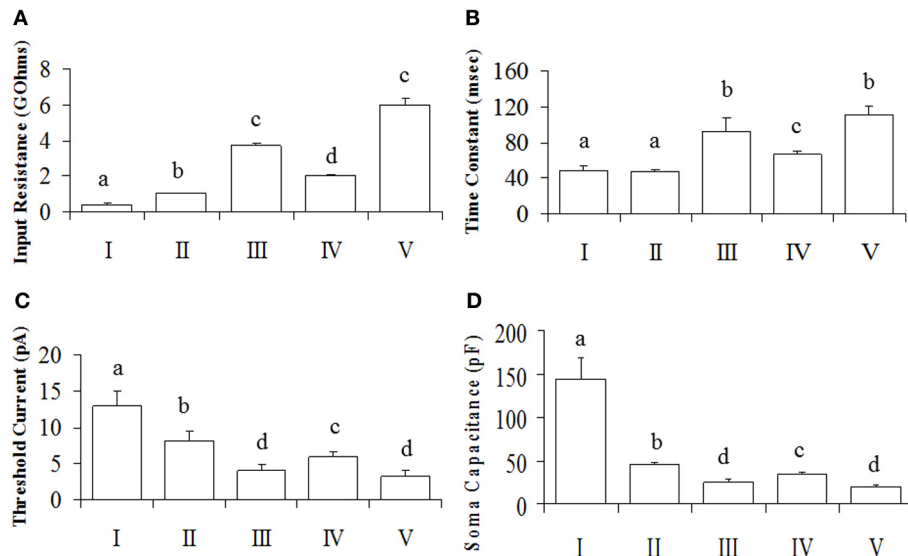 A
Input Resistance (GOhms)
8
6
4
2
0
a
b
c
d
c
I II III IV V
B
Time Constant (msec)
160
120
80
40
0
a
a
b
c
b
I II III IV V
C
Threshold Current (pA)
20
15
10
5
0
a
b
d
c
d
I II III IV V
D
Soma Capacitance (pF)
200
150
100
50
0
a
b
d
c
d
I II III IV V